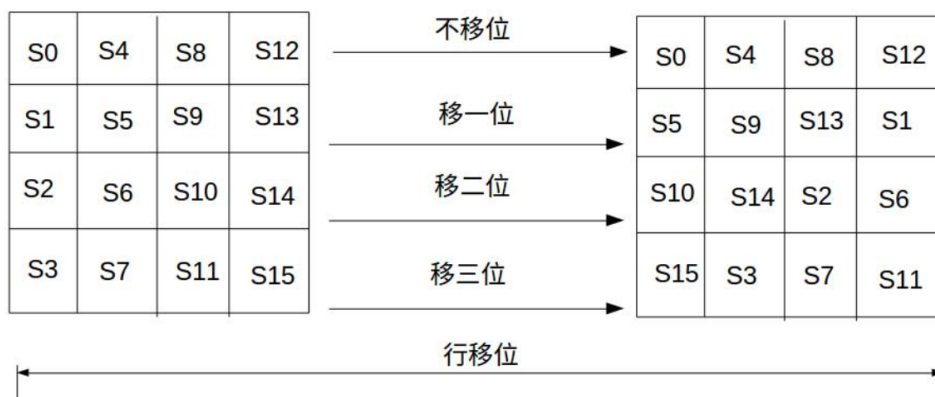 S0 S4 S8 S12 不移位 S0 S4 S8 S12
S1 S5 S9 S13 移一位 S5 S9 S13 S1
S2 S6 S10 S14 移二位 S10 S14 S2 S6
S3 S7 S11 S15 移三位 S15 S3 S7 S11
行移位